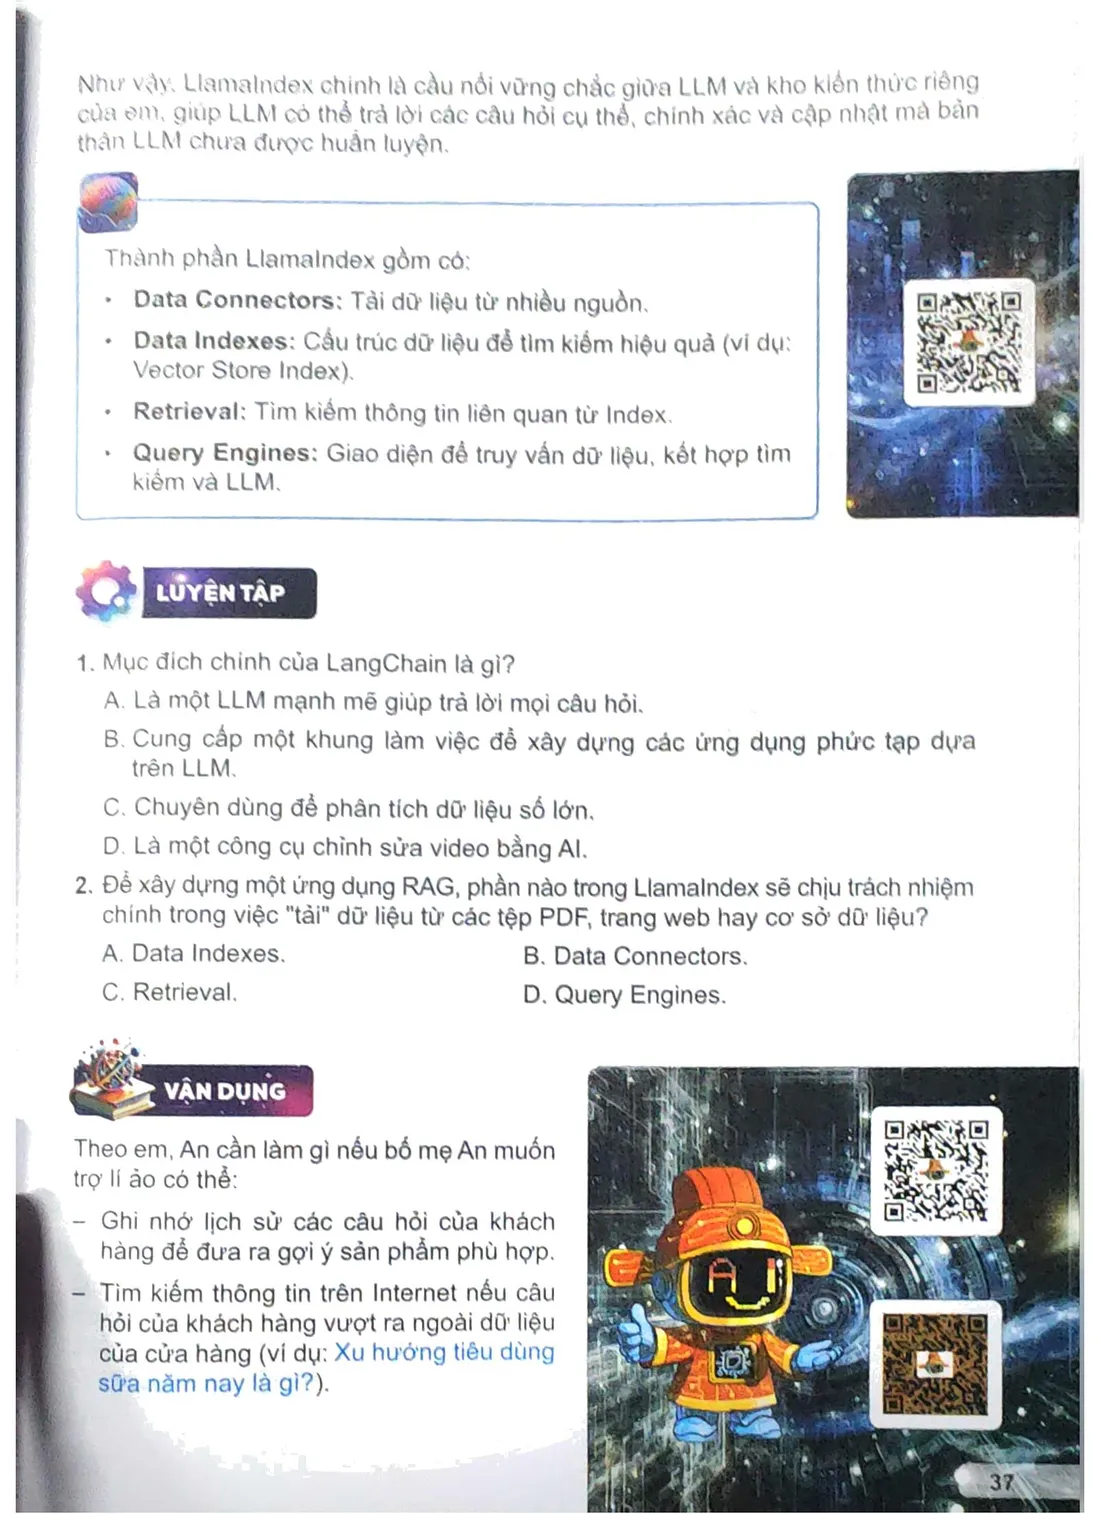 Như vậy, LlamaIndex chính là cầu nối vững chắc giữa LLM và kho kiến thức riêng
của em, giúp LLM có thể trả lời các câu hỏi cụ thể, chính xác và cập nhật mà bản
thân LLM chưa được huấn luyện.
Thành phần LlamaIndex gồm có:
• Data Connectors: Tải dữ liệu từ nhiều nguồn.
• Data Indexes: Cấu trúc dữ liệu để tìm kiếm hiệu quả (ví dụ:
Vector Store Index).
• Retrieval: Tìm kiếm thông tin liên quan từ Index.
• Query Engines: Giao diện để truy vấn dữ liệu, kết hợp tìm
kiếm và LLM.
LUYỆN TẬP
1. Mục đích chính của LangChain là gì?
A. Là một LLM mạnh mẽ giúp trả lời mọi câu hỏi.
B. Cung cấp một khung làm việc để xây dựng các ứng dụng phức tạp dựa
trên LLM.
C. Chuyên dùng để phân tích dữ liệu số lớn.
D. Là một công cụ chỉnh sửa video bằng AI.
2. Để xây dựng một ứng dụng RAG, phần nào trong LlamaIndex sẽ chịu trách nhiệm
chính trong việc "tải" dữ liệu từ các tệp PDF, trang web hay cơ sở dữ liệu?
A. Data Indexes.
B. Data Connectors.
C. Retrieval.
D. Query Engines.
VẬN DỤNG
Theo em, An cần làm gì nếu bố mẹ An muốn
trợ lí ảo có thể:
– Ghi nhớ lịch sử các câu hỏi của khách
hàng để đưa ra gợi ý sản phẩm phù hợp.
– Tìm kiếm thông tin trên Internet nếu câu
hỏi của khách hàng vượt ra ngoài dữ liệu
của cửa hàng (ví dụ: Xu hướng tiêu dùng
sữa năm nay là gì?).
AI
37